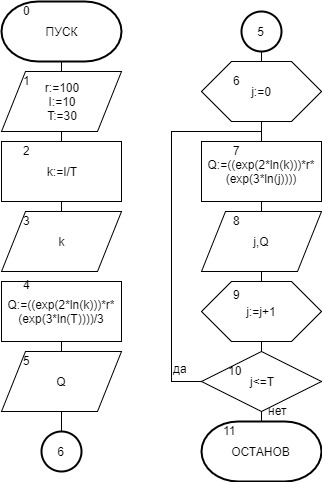 0
ПУСК
1
r:=100
I:=10
T:=30
2
k:=I/T
3
k
4
Q:=((exp(2*ln(k)))*r*
(exp(3*ln(T))))/3
5
Q
6
5
6
j:=0
7
Q:=((exp(2*ln(k)))*r*
(exp(3*ln(j))))
8
j,Q
9
j:=j+1
10
j<=T
да
нет
11
ОСТАНОВ